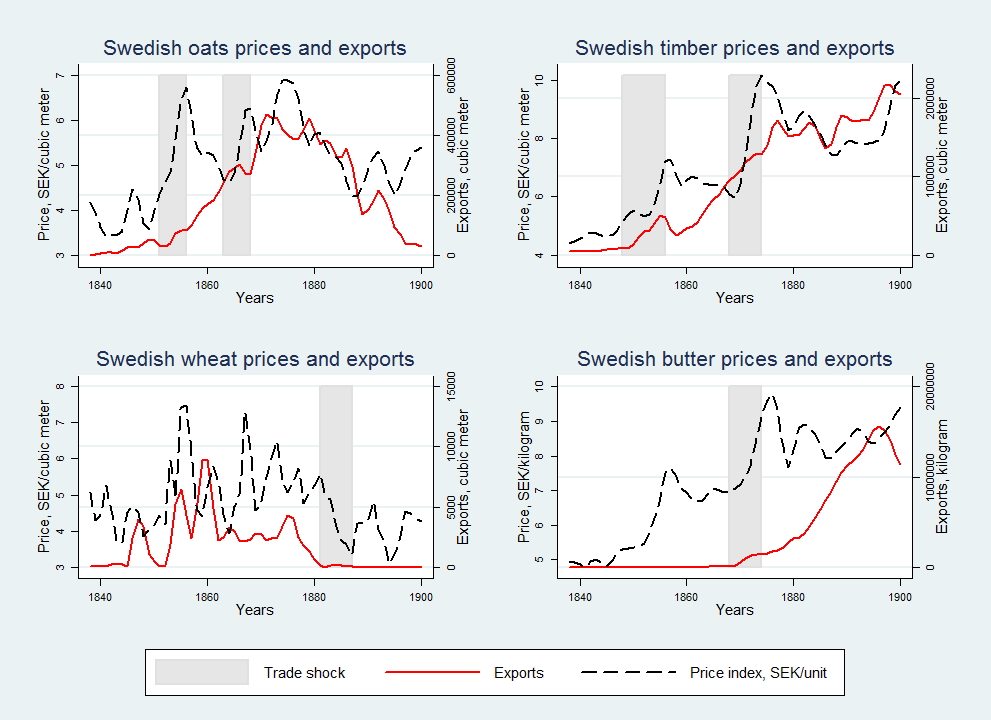 Swedish oats prices and exports
Price, SEK/cubic meter
3 4 5 6 7
Exports, cubic meter
0 200000 400000 600000
1840 1860 1880 1900
Years
Swedish timber prices and exports
Price, SEK/cubic meter
4 6 8 10
Exports, cubic meter
0 1000000 2000000
1840 1860 1880 1900
Years
Swedish wheat prices and exports
Price, SEK/cubic meter
3 4 5 6 7 8
Exports, cubic meter
0 5000 10000 15000
1840 1860 1880 1900
Years
Swedish butter prices and exports
Price, SEK/kilogram
5 6 7 8 9 10
Exports, kilogram
0 10000000 20000000
1840 1860 1880 1900
Years
Trade shock Exports Price index, SEK/unit